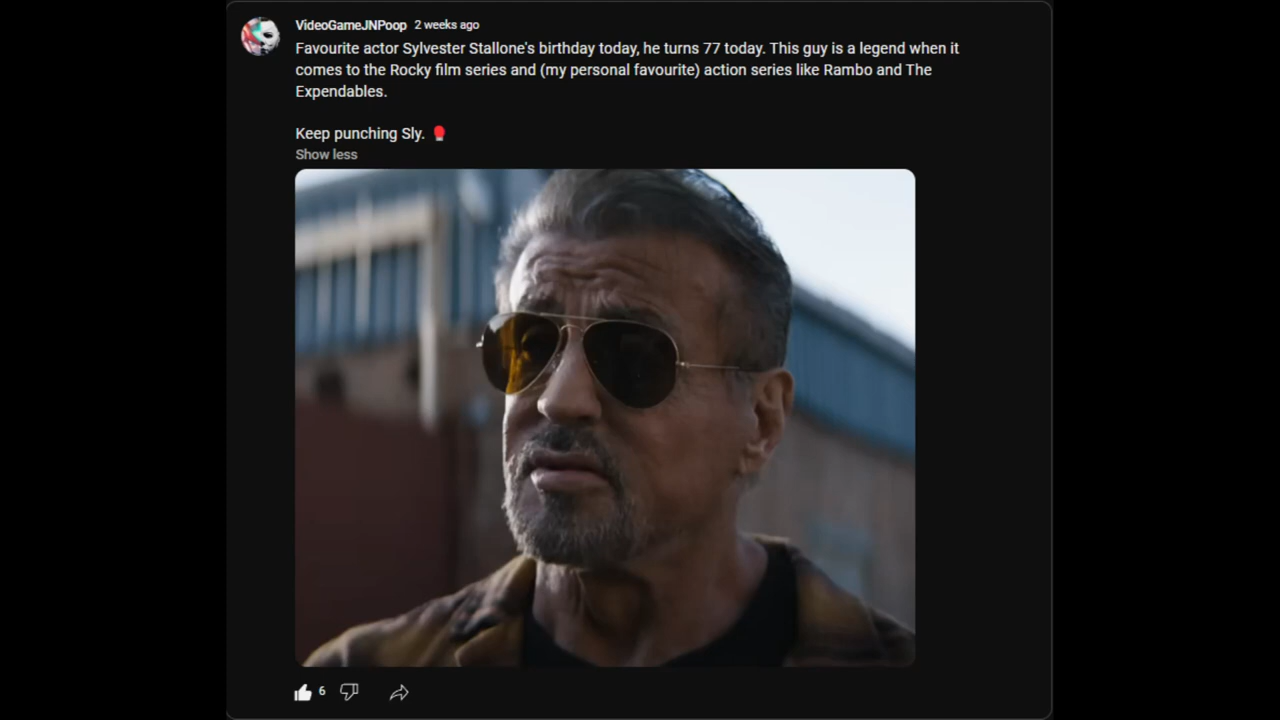 VideoGameJNPoop 2 weeks ago
Favourite actor Sylvester Stallone's birthday today, he turns 77 today. This guy is a legend when it
comes to the Rocky film series and (my personal favourite) action series like Rambo and The
Expendables.
Keep punching Sly. 🥊
Show less
6